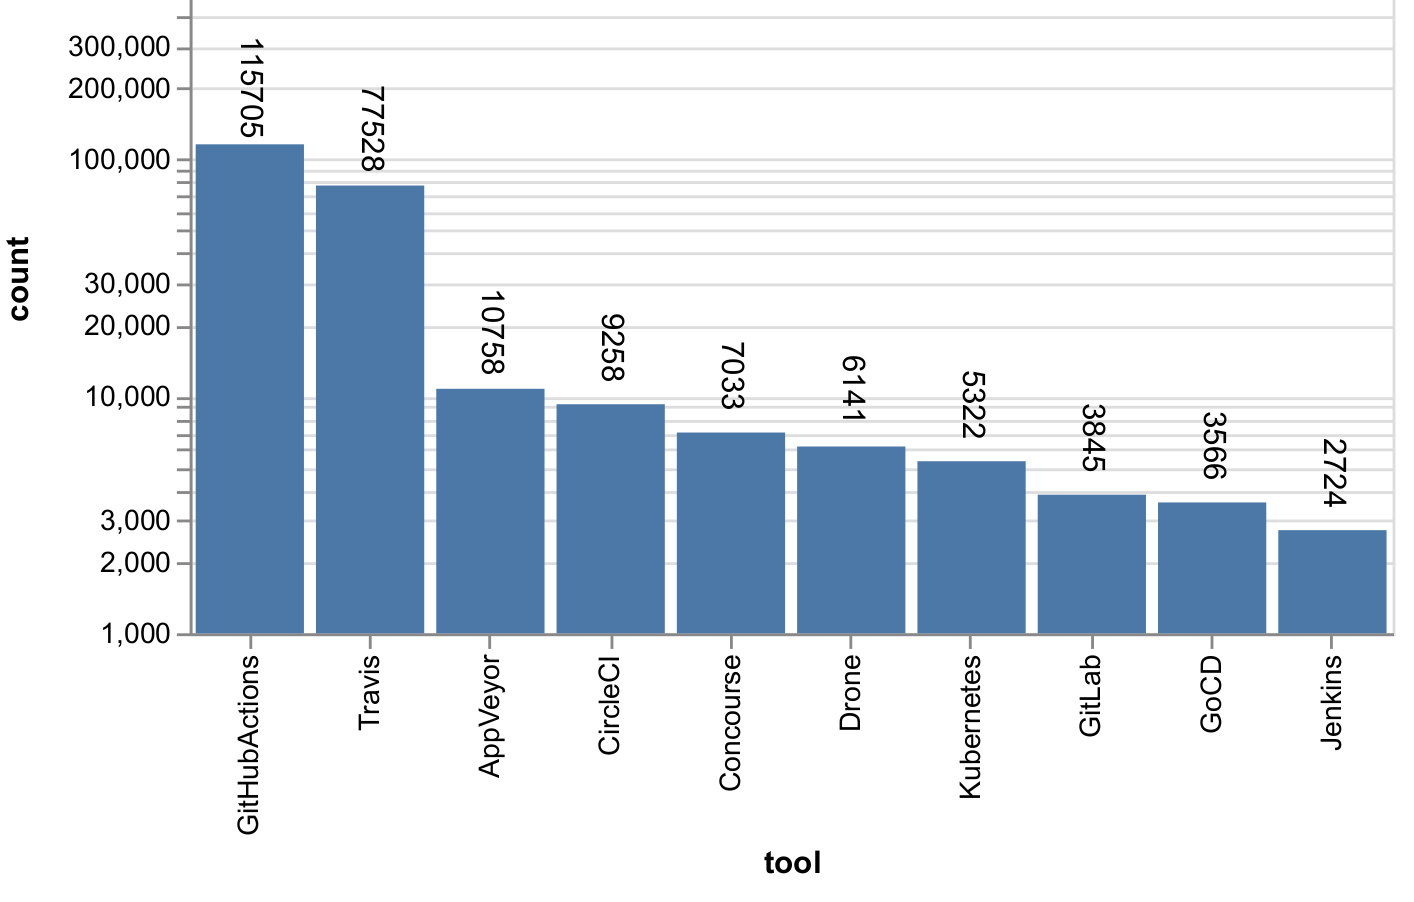 count
300,000
200,000
100,000
30,000
20,000
10,000
3,000
2,000
1,000
115705
77528
10758
9258
7033
6141
5322
3845
3566
2724
GitHubActions
Travis
AppVeyor
CircleCI
Concourse
Drone
Kubernetes
GitLab
GoCD
Jenkins
tool